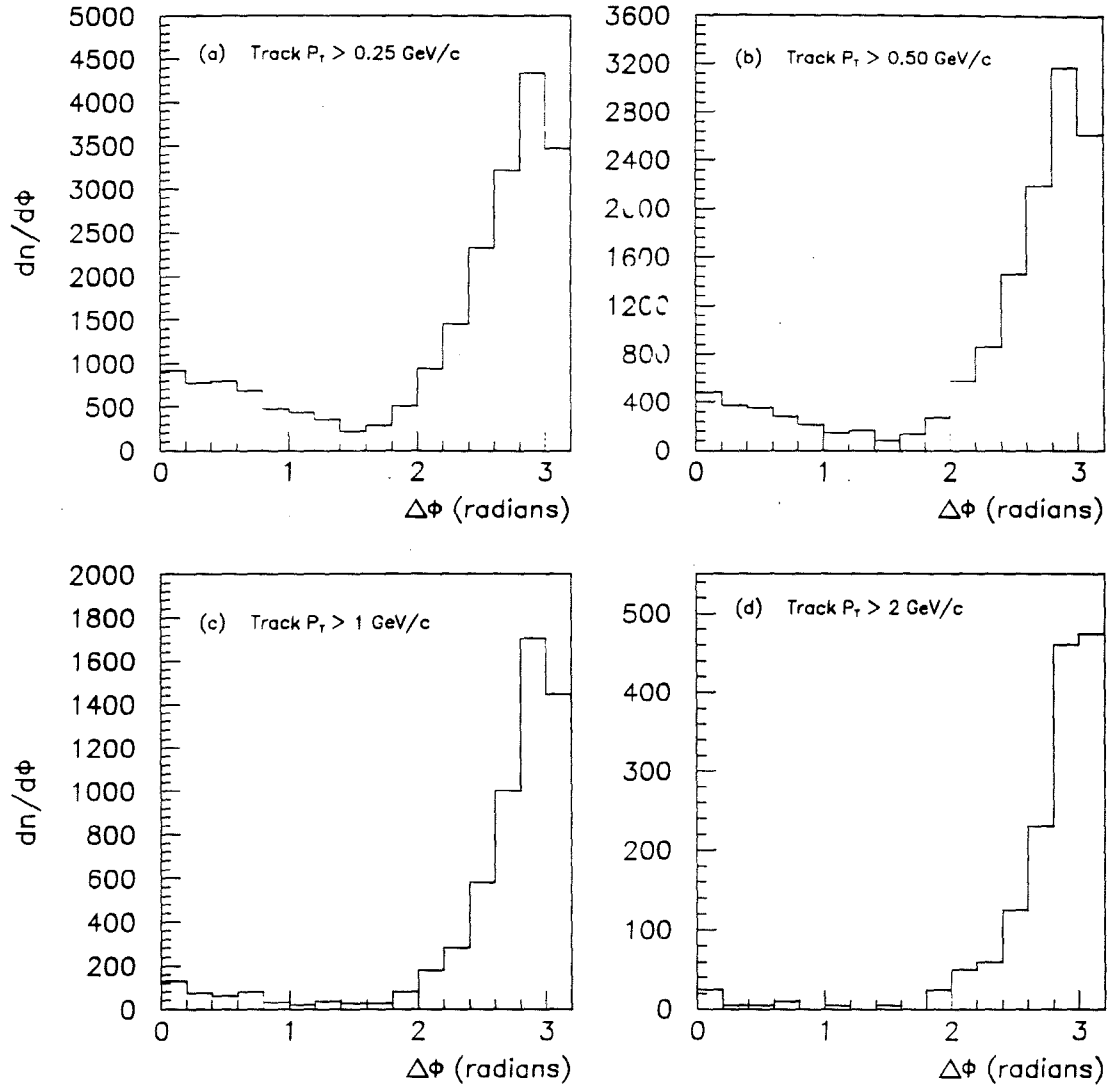 (a) Track P_T > 0.25 GeV/c
5000
4500
4000
3500
3000
2500
2000
1500
1000
500
0
dn/dΦ
0 1 2 3
ΔΦ (radians)
(b) Track P_T > 0.50 GeV/c
3600
3200
2800
2400
2000
1600
1200
800
400
0
0 1 2 3
ΔΦ (radians)
(c) Track P_T > 1 GeV/c
2000
1800
1600
1400
1200
1000
800
600
400
200
0
dn/dΦ
0 1 2 3
ΔΦ (radians)
(d) Track P_T > 2 GeV/c
500
400
300
200
100
0
0 1 2 3
ΔΦ (radians)